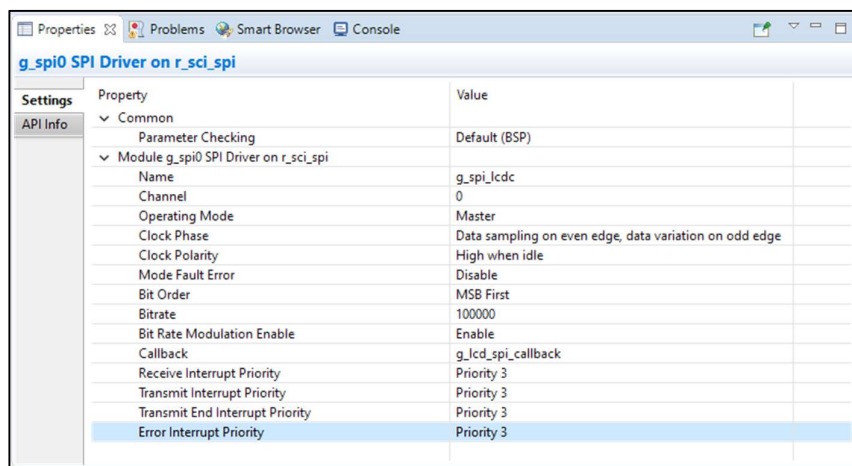 Properties Problems Smart Browser Console
g_spi0 SPI Driver on r_sci_spi
Settings
API Info
Property Value
Common
Parameter Checking Default (BSP)
Module g_spi0 SPI Driver on r_sci_spi
Name g_spi_lcdc
Channel 0
Operating Mode Master
Clock Phase Data sampling on even edge, data variation on odd edge
Clock Polarity High when idle
Mode Fault Error Disable
Bit Order MSB First
Bitrate 100000
Bit Rate Modulation Enable Enable
Callback g_lcd_spi_callback
Receive Interrupt Priority Priority 3
Transmit Interrupt Priority Priority 3
Transmit End Interrupt Priority Priority 3
Error Interrupt Priority Priority 3